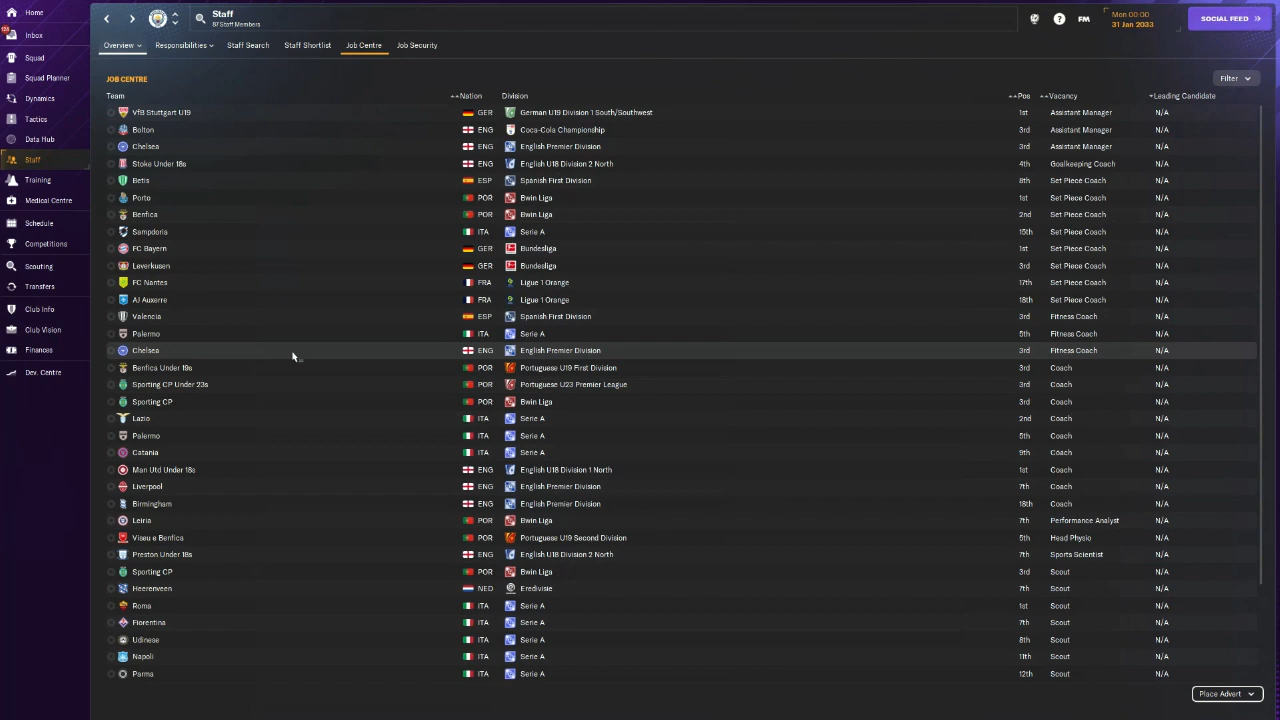 Home
Inbox
Squad
Squad Planner
Dynamics
Tactics
Data Hub
Staff
Training
Medical Centre
Schedule
Competitions
Scouting
Transfers
Club Info
Club Vision
Finances
Dev. Centre
Staff
87 Staff Members
FM
Mon 00:00
31 Jan 2033
SOCIAL FEED
Overview Responsibilities Staff Search Staff Shortlist Job Centre Job Security
JOB CENTRE
Filter
Team Nation Division Pos Vacancy Leading Candidate
VfB Stuttgart U19 GER German U19 Division 1 South/Southwest 1st Assistant Manager N/A
Bolton ENG Coca-Cola Championship 3rd Assistant Manager N/A
Chelsea ENG English Premier Division 3rd Assistant Manager N/A
Stoke Under 18s ENG English U18 Division 2 North 4th Goalkeeping Coach N/A
Betis ESP Spanish First Division 8th Set Piece Coach N/A
Porto POR Bwin Liga 1st Set Piece Coach N/A
Benfica POR Bwin Liga 2nd Set Piece Coach N/A
Sampdoria ITA Serie A 15th Set Piece Coach N/A
FC Bayern GER Bundesliga 1st Set Piece Coach N/A
Leverkusen GER Bundesliga 3rd Set Piece Coach N/A
FC Nantes FRA Ligue 1 Orange 17th Set Piece Coach N/A
AJ Auxerre FRA Ligue 1 Orange 18th Set Piece Coach N/A
Valencia ESP Spanish First Division 3rd Fitness Coach N/A
Palermo ITA Serie A 5th Fitness Coach N/A
Chelsea ENG English Premier Division 3rd Fitness Coach N/A
Benfica Under 19s POR Portuguese U19 First Division 3rd Coach N/A
Sporting CP Under 23s POR Portuguese U23 Premier League 3rd Coach N/A
Sporting CP POR Bwin Liga 3rd Coach N/A
Lazio ITA Serie A 2nd Coach N/A
Palermo ITA Serie A 5th Coach N/A
Catania ITA Serie A 9th Coach N/A
Man Utd Under 18s ENG English U18 Division 1 North 1st Coach N/A
Liverpool ENG English Premier Division 7th Coach N/A
Birmingham ENG English Premier Division 18th Coach N/A
Leiria POR Bwin Liga 7th Performance Analyst N/A
Viseu e Benfica POR Portuguese U19 Second Division 5th Head Physio N/A
Preston Under 18s ENG English U18 Division 2 North 7th Sports Scientist N/A
Sporting CP POR Bwin Liga 3rd Scout N/A
Heerenveen NED Eredivisie 7th Scout N/A
Roma ITA Serie A 1st Scout N/A
Fiorentina ITA Serie A 7th Scout N/A
Udinese ITA Serie A 8th Scout N/A
Napoli ITA Serie A 11th Scout N/A
Parma ITA Serie A 12th Scout N/A
Place Advert